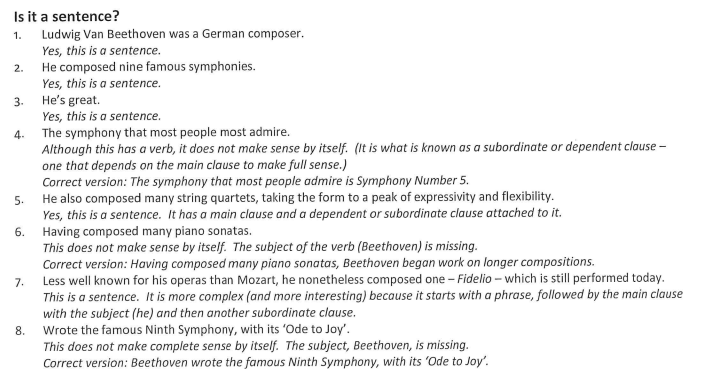 Is it a sentence?
1. Ludwig Van Beethoven was a German composer.
Yes, this is a sentence.
2. He composed nine famous symphonies.
Yes, this is a sentence.
3. He's great.
Yes, this is a sentence.
4. The symphony that most people most admire.
Although this has a verb, it does not make sense by itself. (It is what is known as a subordinate or dependent clause –
one that depends on the main clause to make full sense.)
Correct version: The symphony that most people admire is Symphony Number 5.
5. He also composed many string quartets, taking the form to a peak of expressivity and flexibility.
Yes, this is a sentence. It has a main clause and a dependent or subordinate clause attached to it.
6. Having composed many piano sonatas.
This does not make sense by itself. The subject of the verb (Beethoven) is missing.
Correct version: Having composed many piano sonatas, Beethoven began work on longer compositions.
7. Less well known for his operas than Mozart, he nonetheless composed one – Fidelio – which is still performed today.
This is a sentence. It is more complex (and more interesting) because it starts with a phrase, followed by the main clause
with the subject (he) and then another subordinate clause.
8. Wrote the famous Ninth Symphony, with its 'Ode to Joy'.
This does not make complete sense by itself. The subject, Beethoven, is missing.
Correct version: Beethoven wrote the famous Ninth Symphony, with its 'Ode to Joy'.